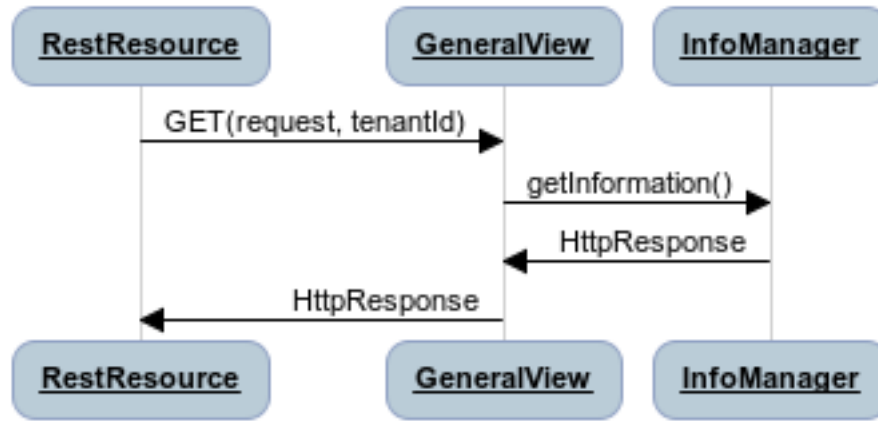 RestResource GeneralView InfoManager
GET(request, tenantId)
getInformation()
HttpResponse
HttpResponse
RestResource GeneralView InfoManager